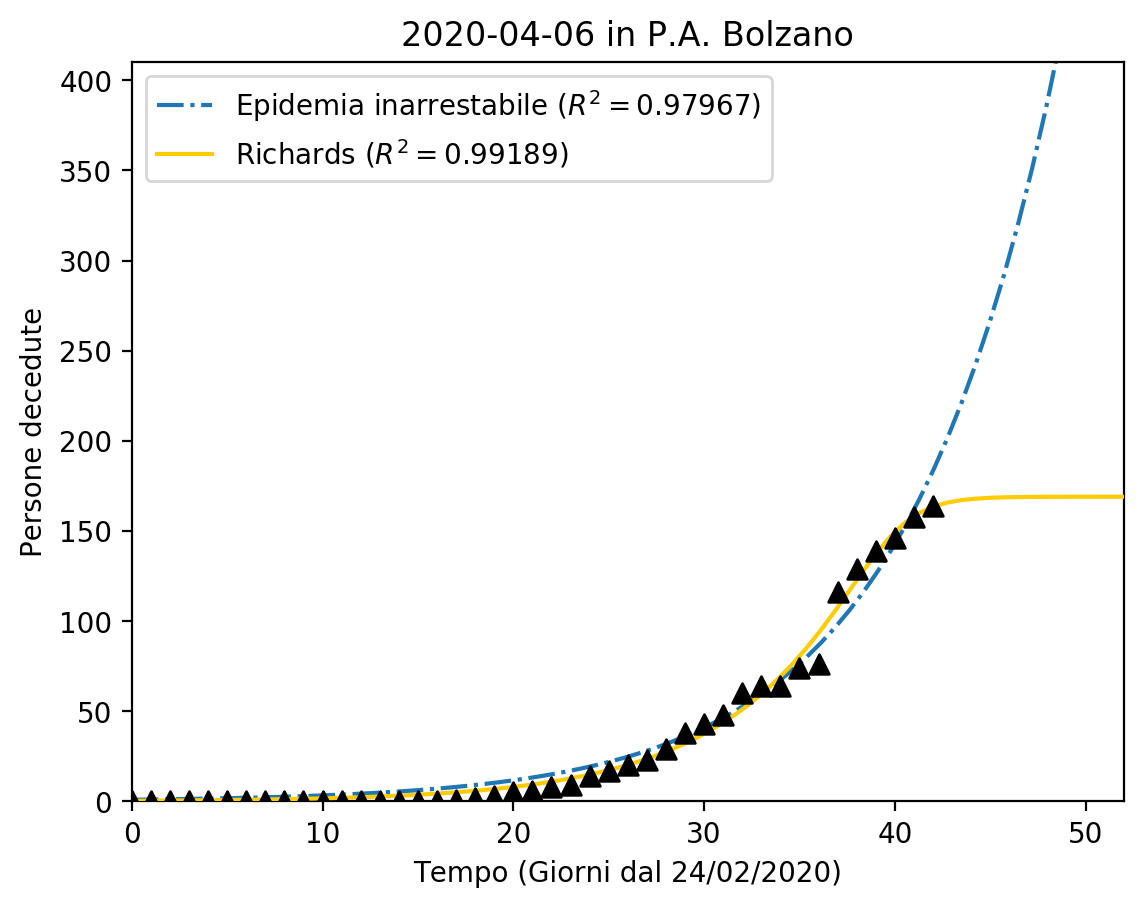 2020-04-06 in P.A. Bolzano
Epidemia inarrestabile (R² = 0.97967)
Richards (R² = 0.99189)
400
350
300
250
200
150
100
50
0
Persone decedute
0 10 20 30 40 50
Tempo (Giorni dal 24/02/2020)